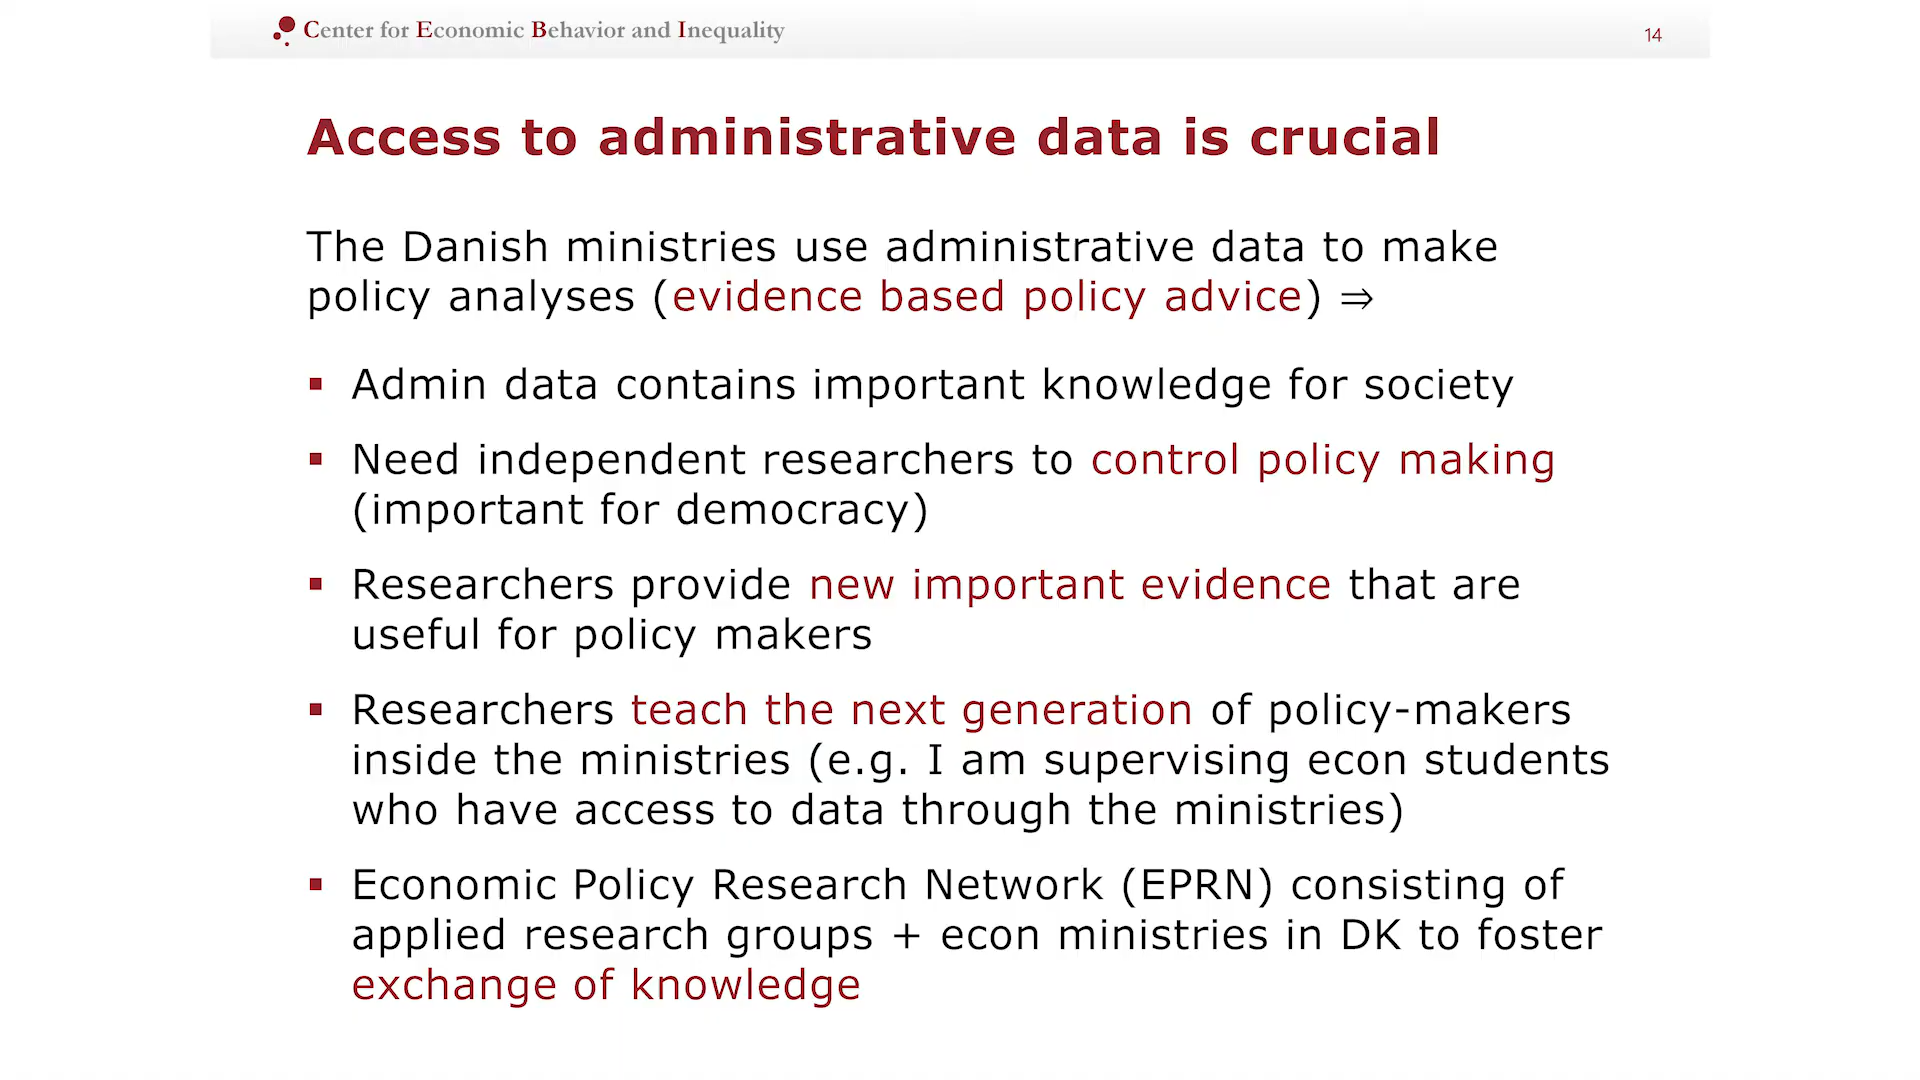 Center for Economic Behavior and Inequality
14
Access to administrative data is crucial
The Danish ministries use administrative data to make
policy analyses (evidence based policy advice) ⇒
▪ Admin data contains important knowledge for society
▪ Need independent researchers to control policy making
(important for democracy)
▪ Researchers provide new important evidence that are
useful for policy makers
▪ Researchers teach the next generation of policy-makers
inside the ministries (e.g. I am supervising econ students
who have access to data through the ministries)
▪ Economic Policy Research Network (EPRN) consisting of
applied research groups + econ ministries in DK to foster
exchange of knowledge